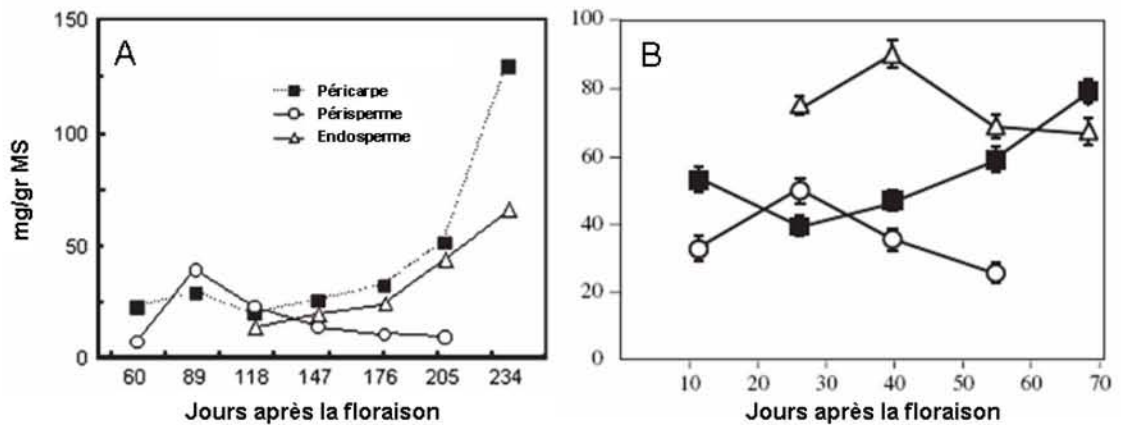 A
mg/gr MS
150
100
50
0
Péricarpe
Périsperme
Endosperme
60 89 118 147 176 205 234
Jours après la floraison
B
100
80
60
40
20
0
10 20 30 40 50 60 70
Jours après la floraison